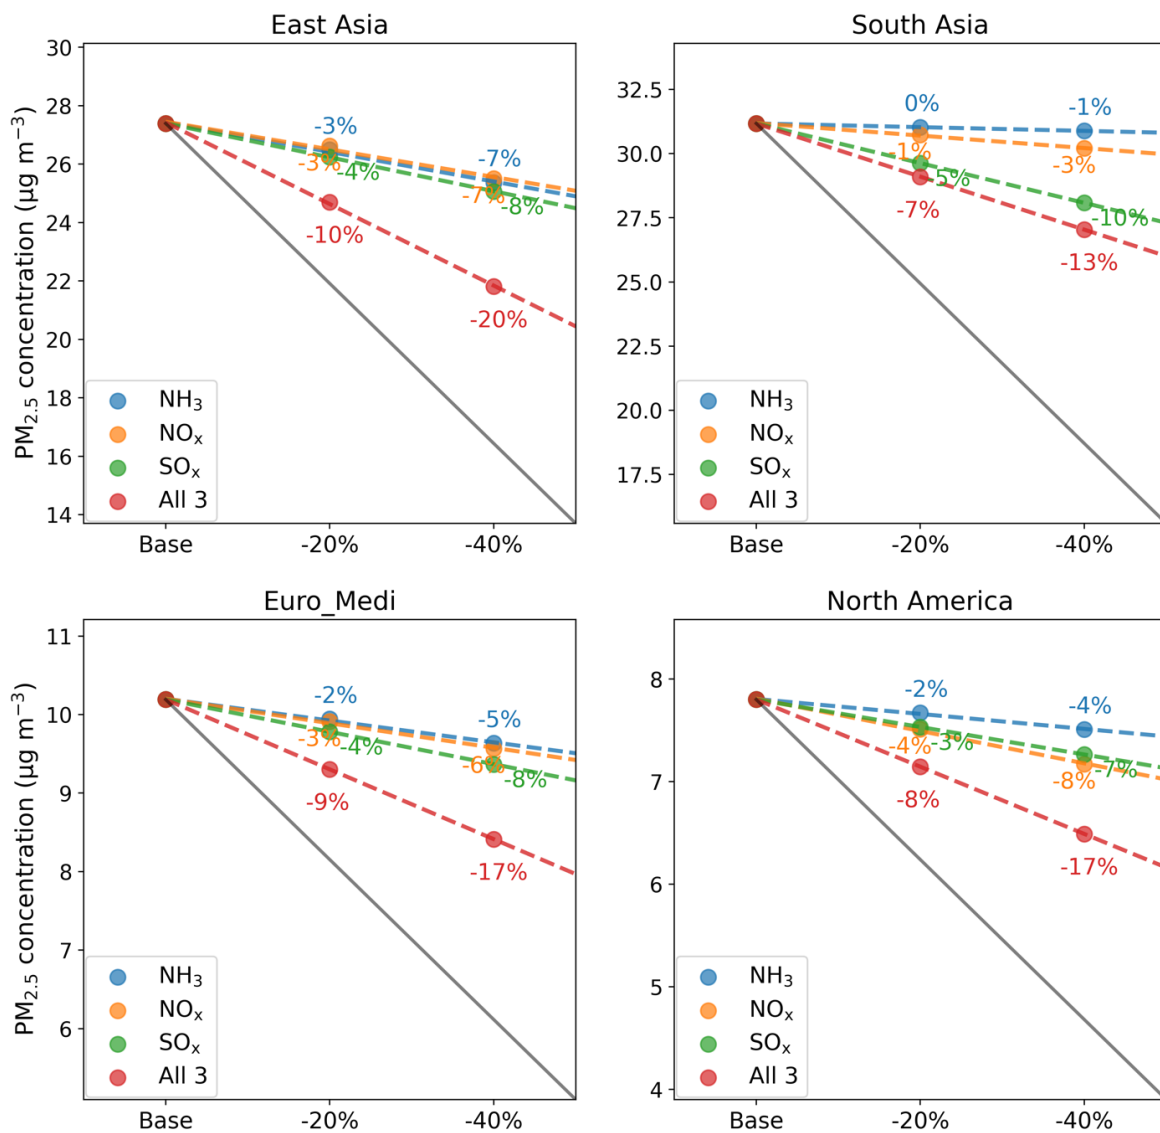 East Asia
PM2.5 concentration (µg m−3)
30
28
26
24
22
20
18
16
14
-3%
-3%
-4%
-7%
-7%
-8%
-10%
-20%
NH3
NOx
SOx
All 3
Base
-20%
-40%
South Asia
32.5
30.0
27.5
25.0
22.5
20.0
17.5
0%
-1%
-1%
-3%
-5%
-7%
-10%
-13%
NH3
NOx
SOx
All 3
Base
-20%
-40%
Euro_Medi
PM2.5 concentration (µg m−3)
11
10
9
8
7
6
-2%
-3%
-4%
-5%
-6%
-8%
-9%
-17%
NH3
NOx
SOx
All 3
Base
-20%
-40%
North America
8
7
6
5
4
-2%
-4%
-4%
-3%
-8%
-7%
-8%
-17%
NH3
NOx
SOx
All 3
Base
-20%
-40%